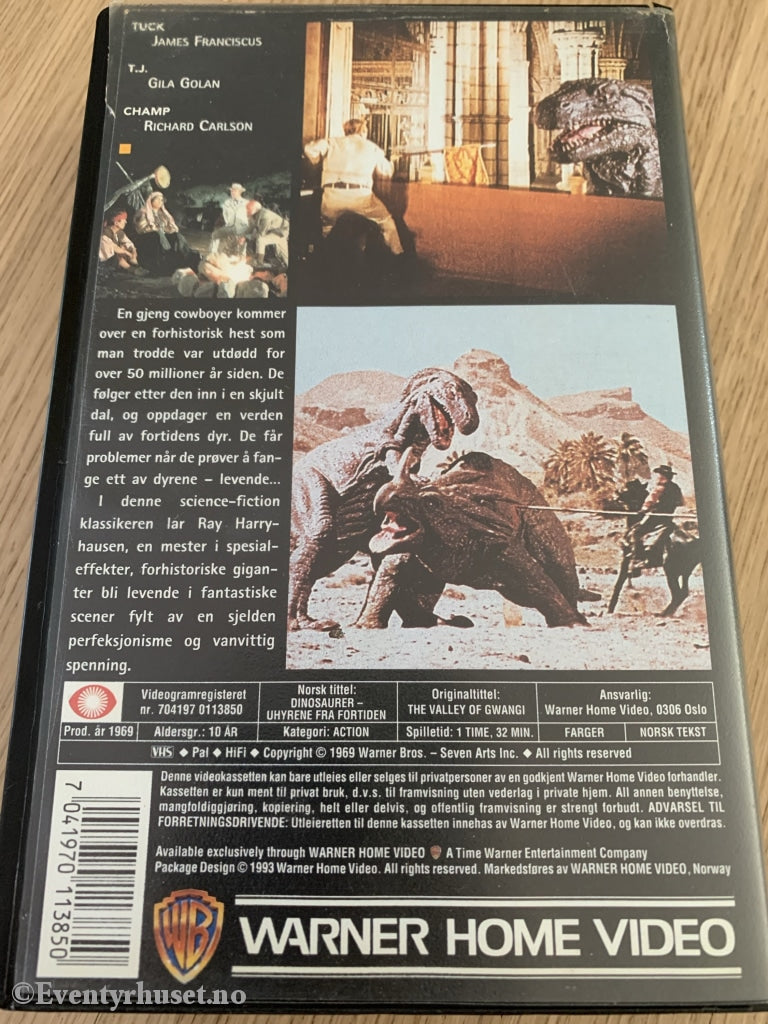 TUCK
JAMES FRANCISCUS
T.J.
GILA GOLAN
CHAMP
RICHARD CARLSON
En gjeng cowboyer kommer
over en forhistorisk hest som
man trodde var utdødd for
over 50 millioner år siden. De
følger etter den inn i en skjult
dal, og oppdager en verden
full av fortidens dyr. De får
problemer når de prøver å fan-
ge ett av dyrene – levende...
I denne science-fiction
klassikeren lar Ray Harry-
hausen, en mester i spesial-
effekter, forhistoriske gigan-
ter bli levende i fantastiske
scener fylt av en sjelden
perfeksjonisme og vanvittig
spenning.
Videogramregisteret
nr. 704197 0113850
Norsk tittel:
DINOSAURER –
UHYRENE FRA FORTIDEN
Originaltittel:
THE VALLEY OF GWANGI
Ansvarlig:
Warner Home Video, 0306 Oslo
Prod. år 1969
Aldersgr.: 10 ÅR
Kategori: ACTION
Spilletid: 1 TIME, 32 MIN.
FARGER
NORSK TEKST
VHS ◆ Pal ◆ HiFi ◆ Copyright © 1969 Warner Bros. – Seven Arts Inc. ◆ All rights reserved
Denne videokassetten kan bare utleies eller selges til privatpersoner av en godkjent Warner Home Video forhandler.
Kassetten er kun ment til privat bruk, d.v.s. til framvisning uten vederlag i private hjem. All annen benyttelse,
mangfoldiggjøring, kopiering, helt eller delvis, og offentlig framvisning er strengt forbudt. ADVARSEL TIL
FORRETNINGSDRIVENDE: Utleieretten til denne kassetten innehas av Warner Home Video, og kan ikke overdras.
Available exclusively through WARNER HOME VIDEO A Time Warner Entertainment Company
Package Design © 1993 Warner Home Video. All rights reserved. Markedsføres av WARNER HOME VIDEO, Norway
7 041970 113850
WB
WARNER HOME VIDEO
©Eventyrhuset.no